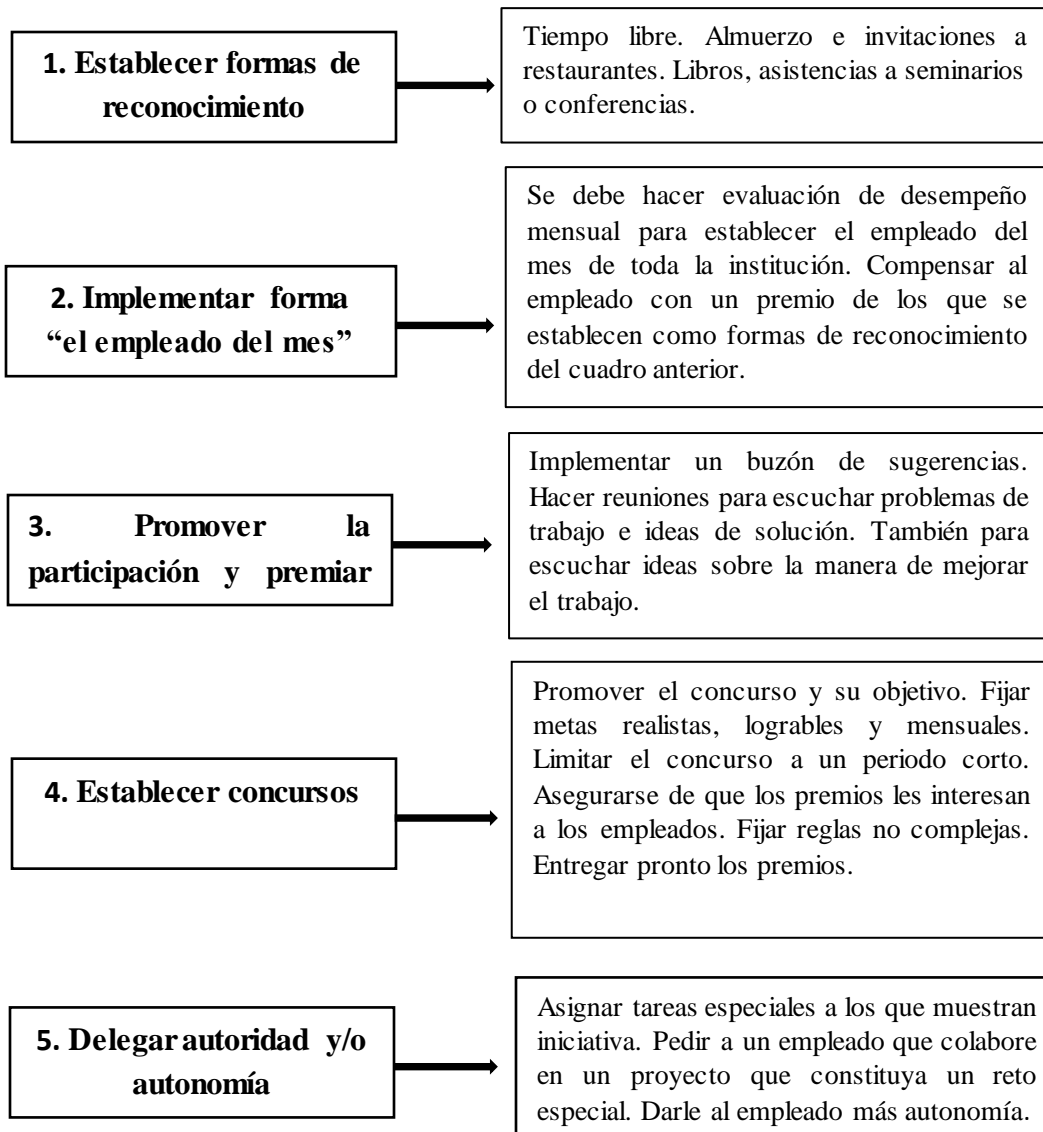 1. Establecer formas de
reconocimiento
Tiempo libre. Almuerzo e invitaciones a
restaurantes. Libros, asistencias a seminarios
o conferencias.
2. Implementar forma
“el empleado del mes”
Se debe hacer evaluación de desempeño
mensual para establecer el empleado del
mes de toda la institución. Compensar al
empleado con un premio de los que se
establecen como formas de reconocimiento
del cuadro anterior.
3. Promover la
participación y premiar
Implementar un buzón de sugerencias.
Hacer reuniones para escuchar problemas de
trabajo e ideas de solución. También para
escuchar ideas sobre la manera de mejorar
el trabajo.
4. Establecer concursos
Promover el concurso y su objetivo. Fijar
metas realistas, logrables y mensuales.
Limitar el concurso a un periodo corto.
Asegurarse de que los premios les interesan
a los empleados. Fijar reglas no complejas.
Entregar pronto los premios.
5. Delegar autoridad y/o
autonomía
Asignar tareas especiales a los que muestran
iniciativa. Pedir a un empleado que colabore
en un proyecto que constituya un reto
especial. Darle al empleado más autonomía.